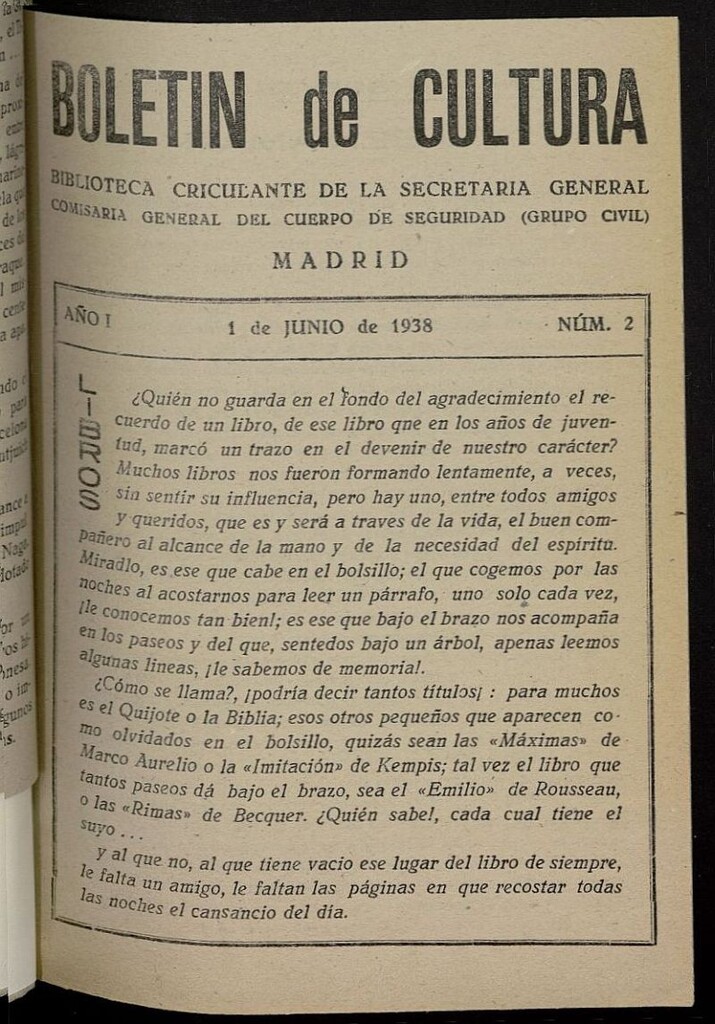 BOLETIN de CULTURA
BIBLIOTECA CRICULANTE DE LA SECRETARIA GENERAL
COMISARIA GENERAL DEL CUERPO DE SEGURIDAD (GRUPO CIVIL)
MADRID
AÑO I 1 de JUNIO de 1938 NÚM. 2
LIBROS
¿Quién no guarda en el fondo del agradecimiento el re-
cuerdo de un libro, de ese libro qne en los años de juven-
tud, marcó un trazo en el devenir de nuestro carácter?
Muchos libros nos fueron formando lentamente, a veces,
sin sentir su influencia, pero hay uno, entre todos amigos
y queridos, que es y será a traves de la vida, el buen com-
pañero al alcance de la mano y de la necesidad del espíritu.
Miradlo, es ese que cabe en el bolsillo; el que cogemos por las
noches al acostarnos para leer un párrafo, uno solo cada vez,
¡le conocemos tan bien!; es ese que bajo el brazo nos acompaña
en los paseos y del que, sentedos bajo un árbol, apenas leemos
algunas lineas, ¡le sabemos de memoria!.
¿Cómo se llama?, ¡podría decir tantos títulos¡ : para muchos
es el Quijote o la Biblia; esos otros pequeños que aparecen co-
mo olvidados en el bolsillo, quizás sean las «Máximas» de
Marco Aurelio o la «Imitación» de Kempis; tal vez el libro que
tantos paseos dá bajo el brazo, sea el «Emilio» de Rousseau,
o las «Rimas» de Becquer. ¿Quién sabe!, cada cual tiene el
suyo...
y al que no, al que tiene vacio ese lugar del libro de siempre,
le falta un amigo, le faltan las páginas en que recostar todas
las noches el cansancio del día.